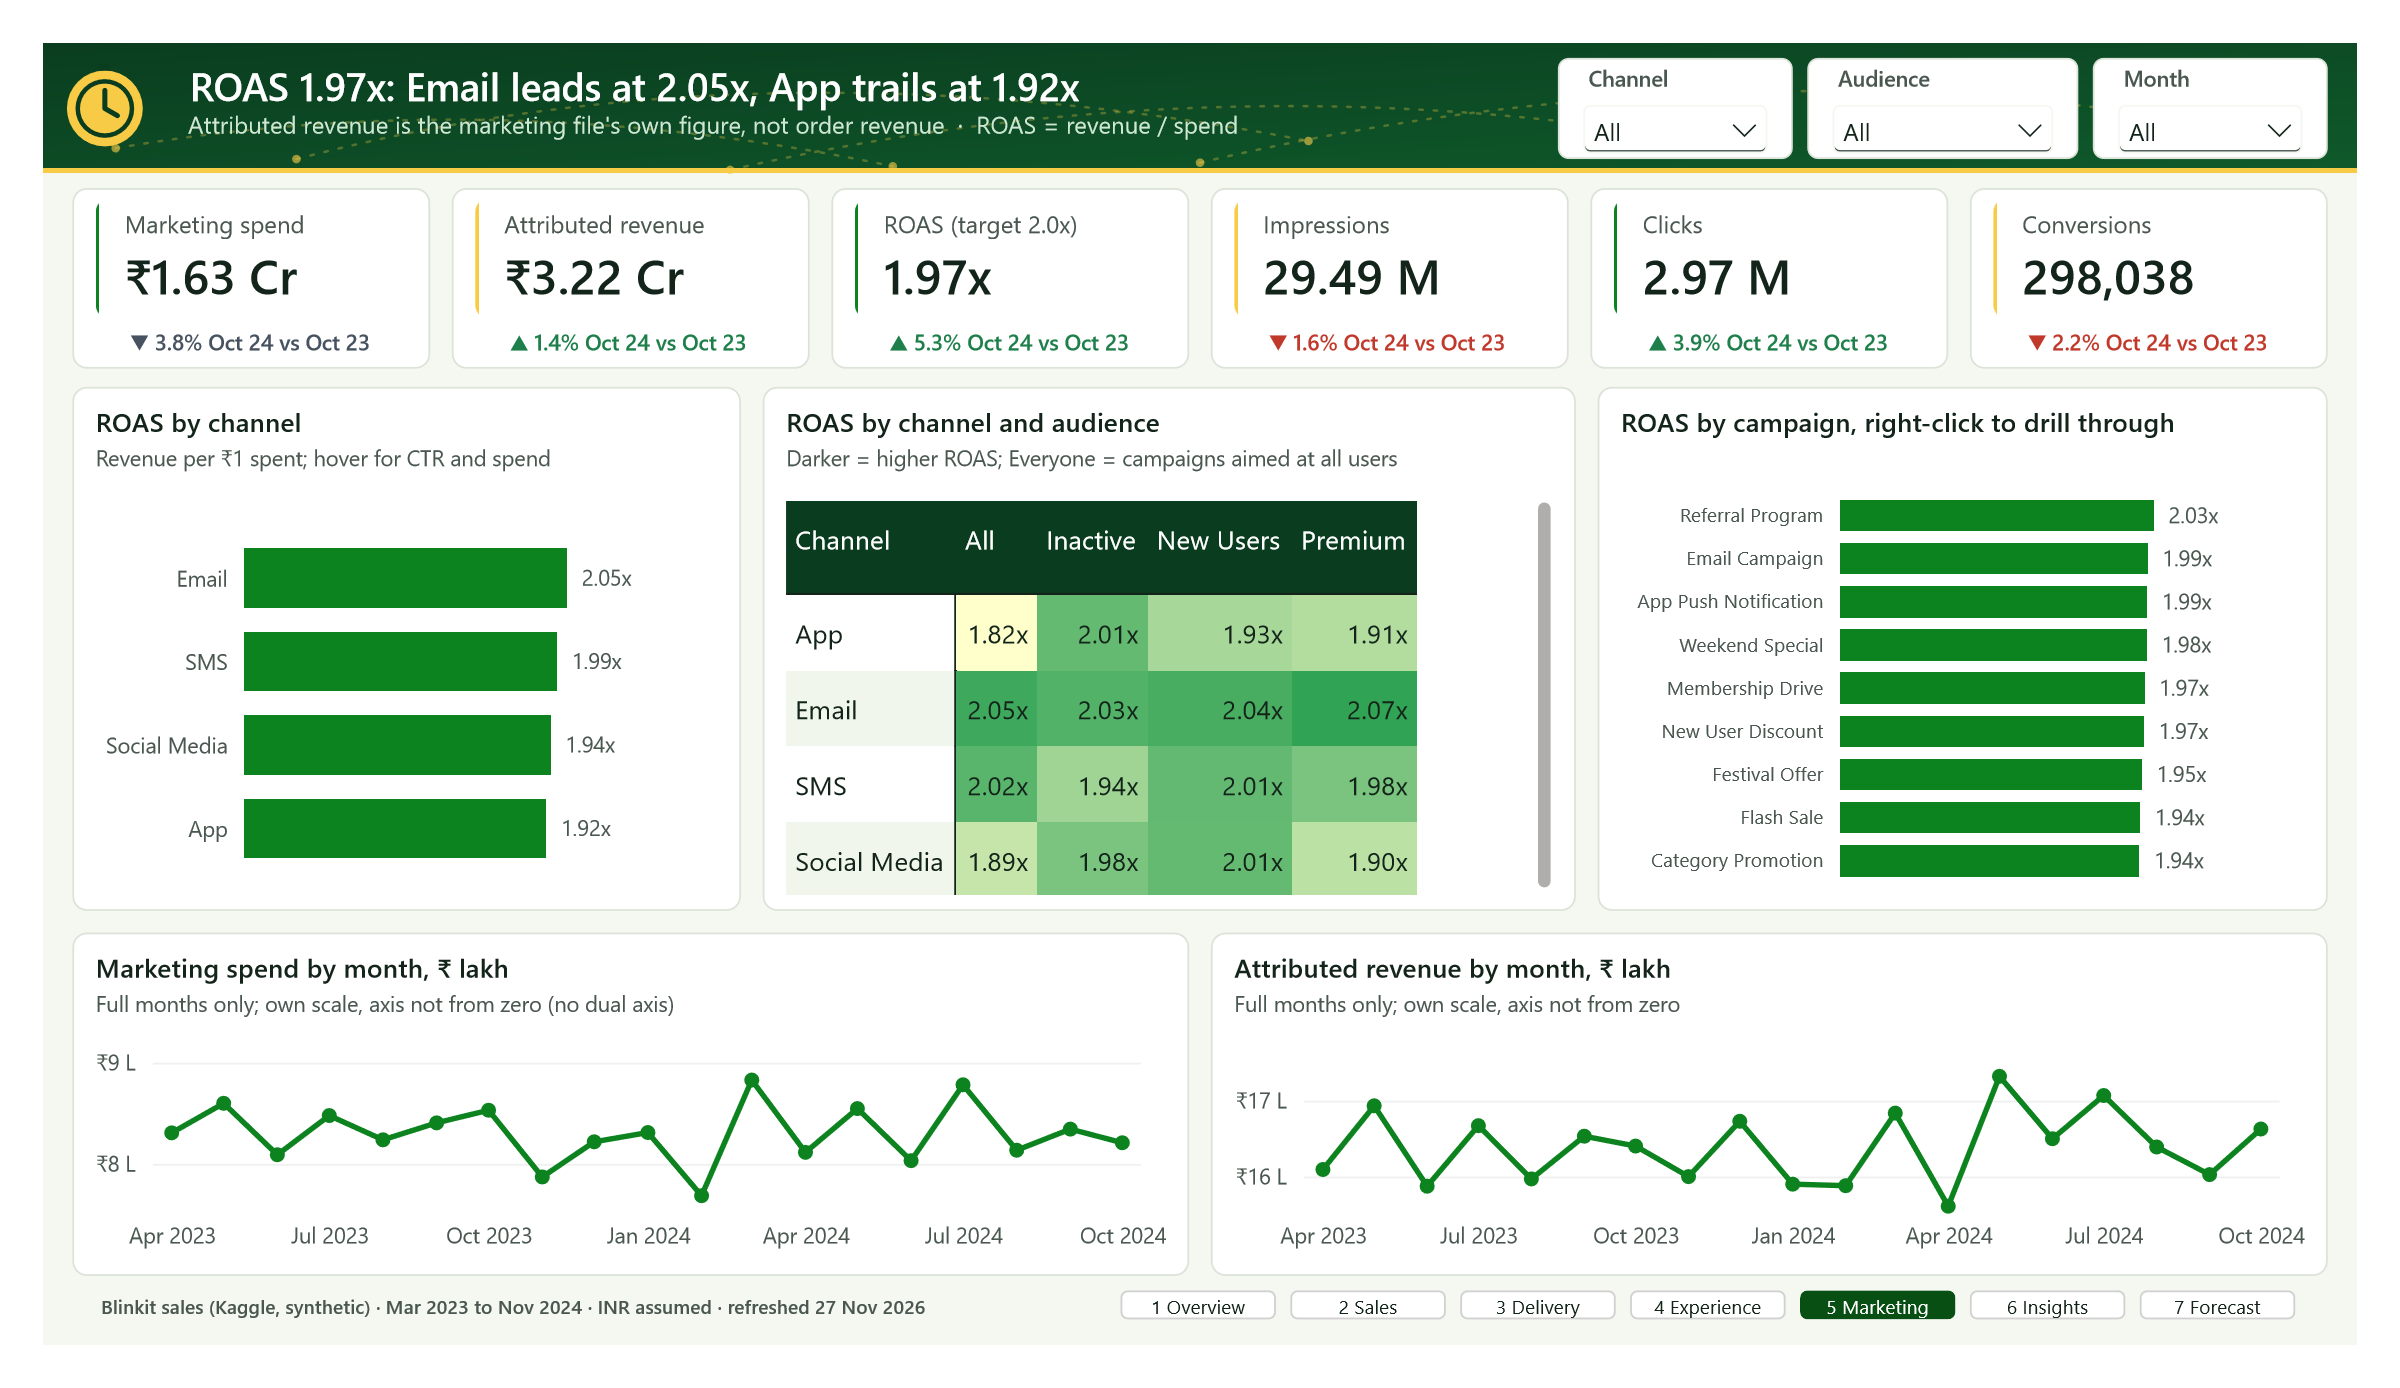 ROAS 1.97x: Email leads at 2.05x, App trails at 1.92x
Attributed revenue is the marketing file's own figure, not order revenue · ROAS = revenue / spend
Channel
All
Audience
All
Month
All
Marketing spend
₹1.63 Cr
▼ 3.8% Oct 24 vs Oct 23
Attributed revenue
₹3.22 Cr
▲ 1.4% Oct 24 vs Oct 23
ROAS (target 2.0x)
1.97x
▲ 5.3% Oct 24 vs Oct 23
Impressions
29.49 M
▼ 1.6% Oct 24 vs Oct 23
Clicks
2.97 M
▲ 3.9% Oct 24 vs Oct 23
Conversions
298,038
▼ 2.2% Oct 24 vs Oct 23
ROAS by channel
Revenue per ₹1 spent; hover for CTR and spend
Email 2.05x
SMS 1.99x
Social Media 1.94x
App 1.92x
ROAS by channel and audience
Darker = higher ROAS; Everyone = campaigns aimed at all users
Channel All Inactive New Users Premium
App 1.82x 2.01x 1.93x 1.91x
Email 2.05x 2.03x 2.04x 2.07x
SMS 2.02x 1.94x 2.01x 1.98x
Social Media 1.89x 1.98x 2.01x 1.90x
ROAS by campaign, right-click to drill through
Referral Program 2.03x
Email Campaign 1.99x
App Push Notification 1.99x
Weekend Special 1.98x
Membership Drive 1.97x
New User Discount 1.97x
Festival Offer 1.95x
Flash Sale 1.94x
Category Promotion 1.94x
Marketing spend by month, ₹ lakh
Full months only; own scale, axis not from zero (no dual axis)
₹9 L
₹8 L
Apr 2023 Jul 2023 Oct 2023 Jan 2024 Apr 2024 Jul 2024 Oct 2024
Attributed revenue by month, ₹ lakh
Full months only; own scale, axis not from zero
₹17 L
₹16 L
Apr 2023 Jul 2023 Oct 2023 Jan 2024 Apr 2024 Jul 2024 Oct 2024
Blinkit sales (Kaggle, synthetic) · Mar 2023 to Nov 2024 · INR assumed · refreshed 27 Nov 2026
1 Overview
2 Sales
3 Delivery
4 Experience
5 Marketing
6 Insights
7 Forecast